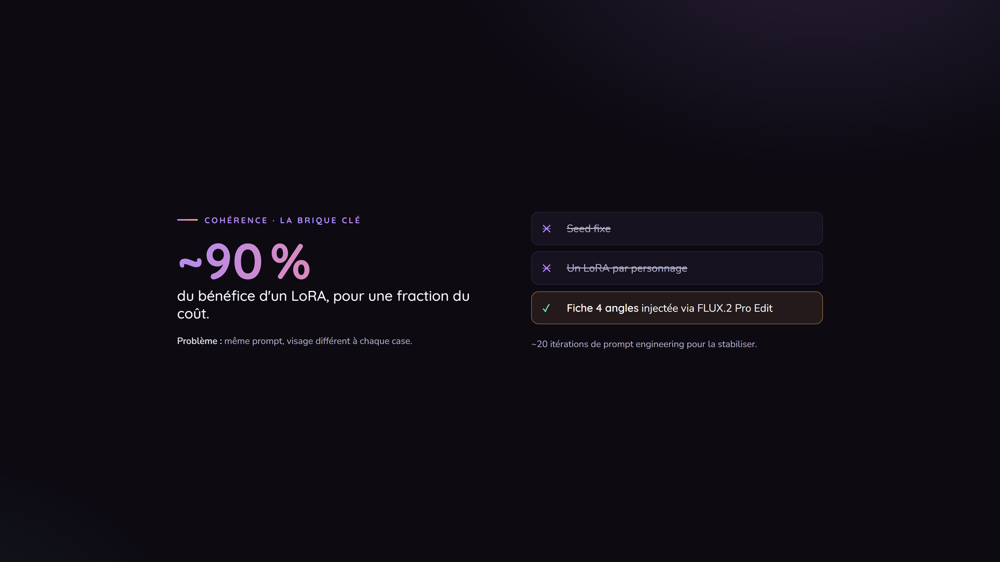 COHÉRENCE · LA BRIQUE CLÉ
~90 %
du bénéfice d'un LoRA, pour une fraction du
coût.
Problème : même prompt, visage différent à chaque case.
✕ Seed fixe
✕ Un LoRA par personnage
✓ Fiche 4 angles injectée via FLUX.2 Pro Edit
~20 itérations de prompt engineering pour la stabiliser.